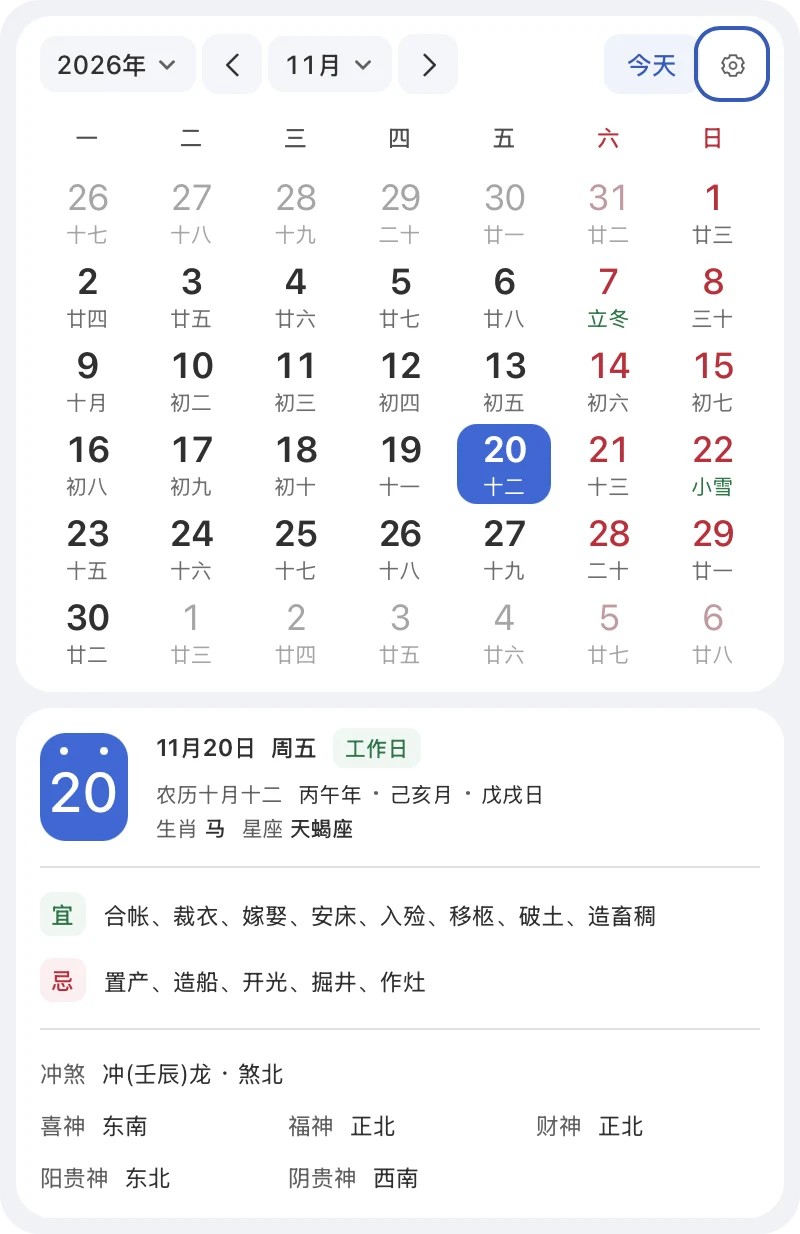 2026年 11月 今天
一 二 三 四 五 六 日
26 27 28 29 30 31 1
十七 十八 十九 二十 廿一 廿二 廿三
2 3 4 5 6 7 8
廿四 廿五 廿六 廿七 廿八 立冬 三十
9 10 11 12 13 14 15
十月 初二 初三 初四 初五 初六 初七
16 17 18 19 20 21 22
初八 初九 初十 十一 十二 十三 小雪
23 24 25 26 27 28 29
十五 十六 十七 十八 十九 二十 廿一
30 1 2 3 4 5 6
廿二 廿三 廿四 廿五 廿六 廿七 廿八
20
11月20日 周五 工作日
农历十月十二 丙午年 · 己亥月 · 戊戌日
生肖 马 星座 天蝎座
宜 合帐、裁衣、嫁娶、安床、入殓、移柩、破土、造畜稠
忌 置产、造船、开光、掘井、作灶
冲煞 冲(壬辰)龙 · 煞北
喜神 东南 福神 正北 财神 正北
阳贵神 东北 阴贵神 西南